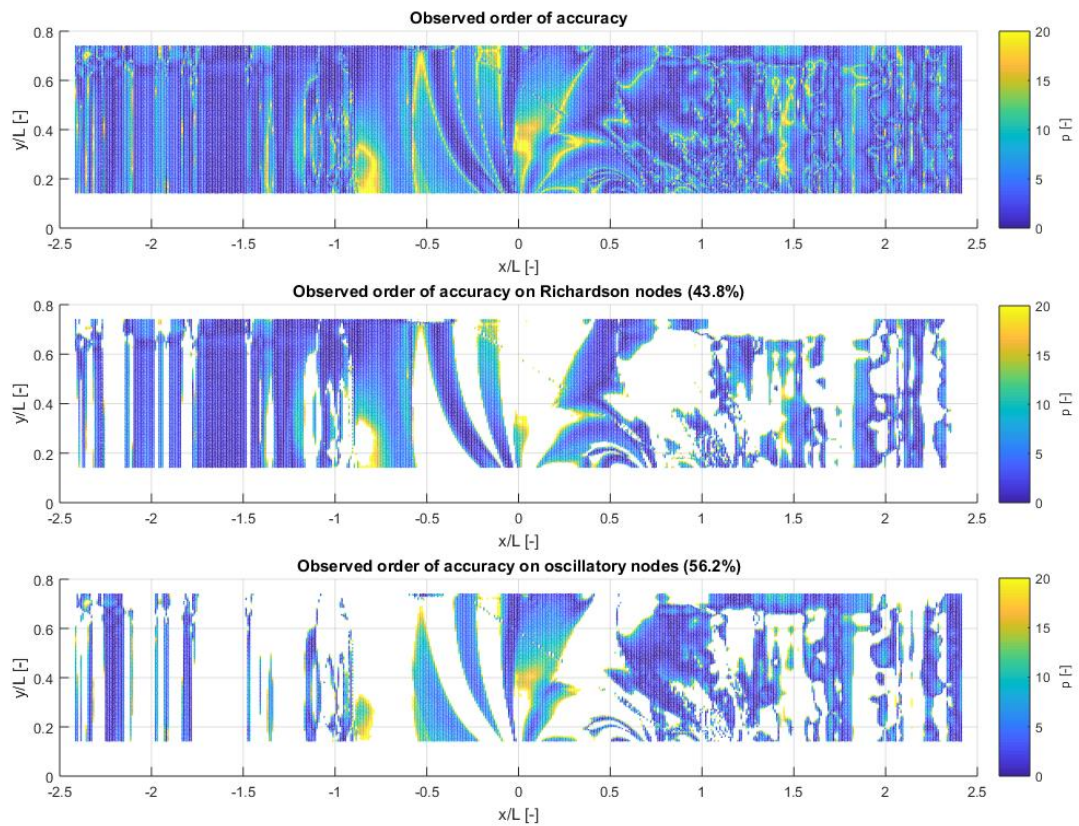 Observed order of accuracy
0.8
0.6
0.4
0.2
0
y/L [-]
-2.5 -2 -1.5 -1 -0.5 0 0.5 1 1.5 2 2.5
x/L [-]
20
15
10
5
0
p [-]
Observed order of accuracy on Richardson nodes (43.8%)
0.8
0.6
0.4
0.2
0
y/L [-]
-2.5 -2 -1.5 -1 -0.5 0 0.5 1 1.5 2 2.5
x/L [-]
20
15
10
5
0
p [-]
Observed order of accuracy on oscillatory nodes (56.2%)
0.8
0.6
0.4
0.2
0
y/L [-]
-2.5 -2 -1.5 -1 -0.5 0 0.5 1 1.5 2 2.5
x/L [-]
20
15
10
5
0
p [-]